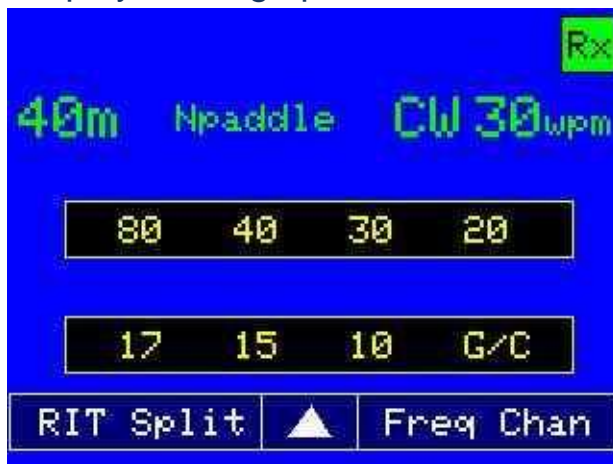 Rx
40m Npaddle CW 30wpm
80 40 30 20
17 15 10 G/C
RIT Split Freq Chan